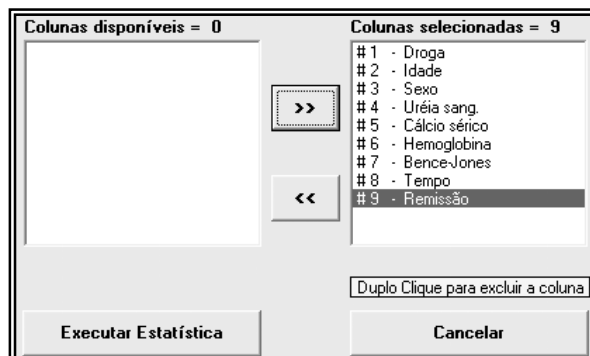 Colunas disponíveis = 0
Colunas selecionadas = 9
>>
<<
# 1 - Droga
# 2 - Idade
# 3 - Sexo
# 4 - Uréia sang.
# 5 - Cálcio sérico
# 6 - Hemoglobina
# 7 - Bence-Jones
# 8 - Tempo
# 9 - Remissão
Duplo Clique para excluir a coluna
Executar Estatística
Cancelar